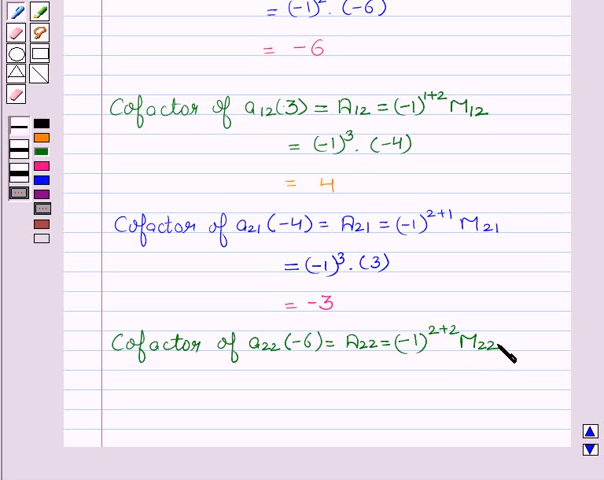 = (-1)². (-6)
= -6
Cofactor of a₁₂(3) = A₁₂ = (-1)¹⁺² M₁₂
= (-1)³. (-4)
= 4
Cofactor of a₂₁(-4) = A₂₁ = (-1)²⁺¹ M₂₁
= (-1)³. (3)
= -3
Cofactor of a₂₂(-6) = A₂₂ = (-1)²⁺² M₂₂